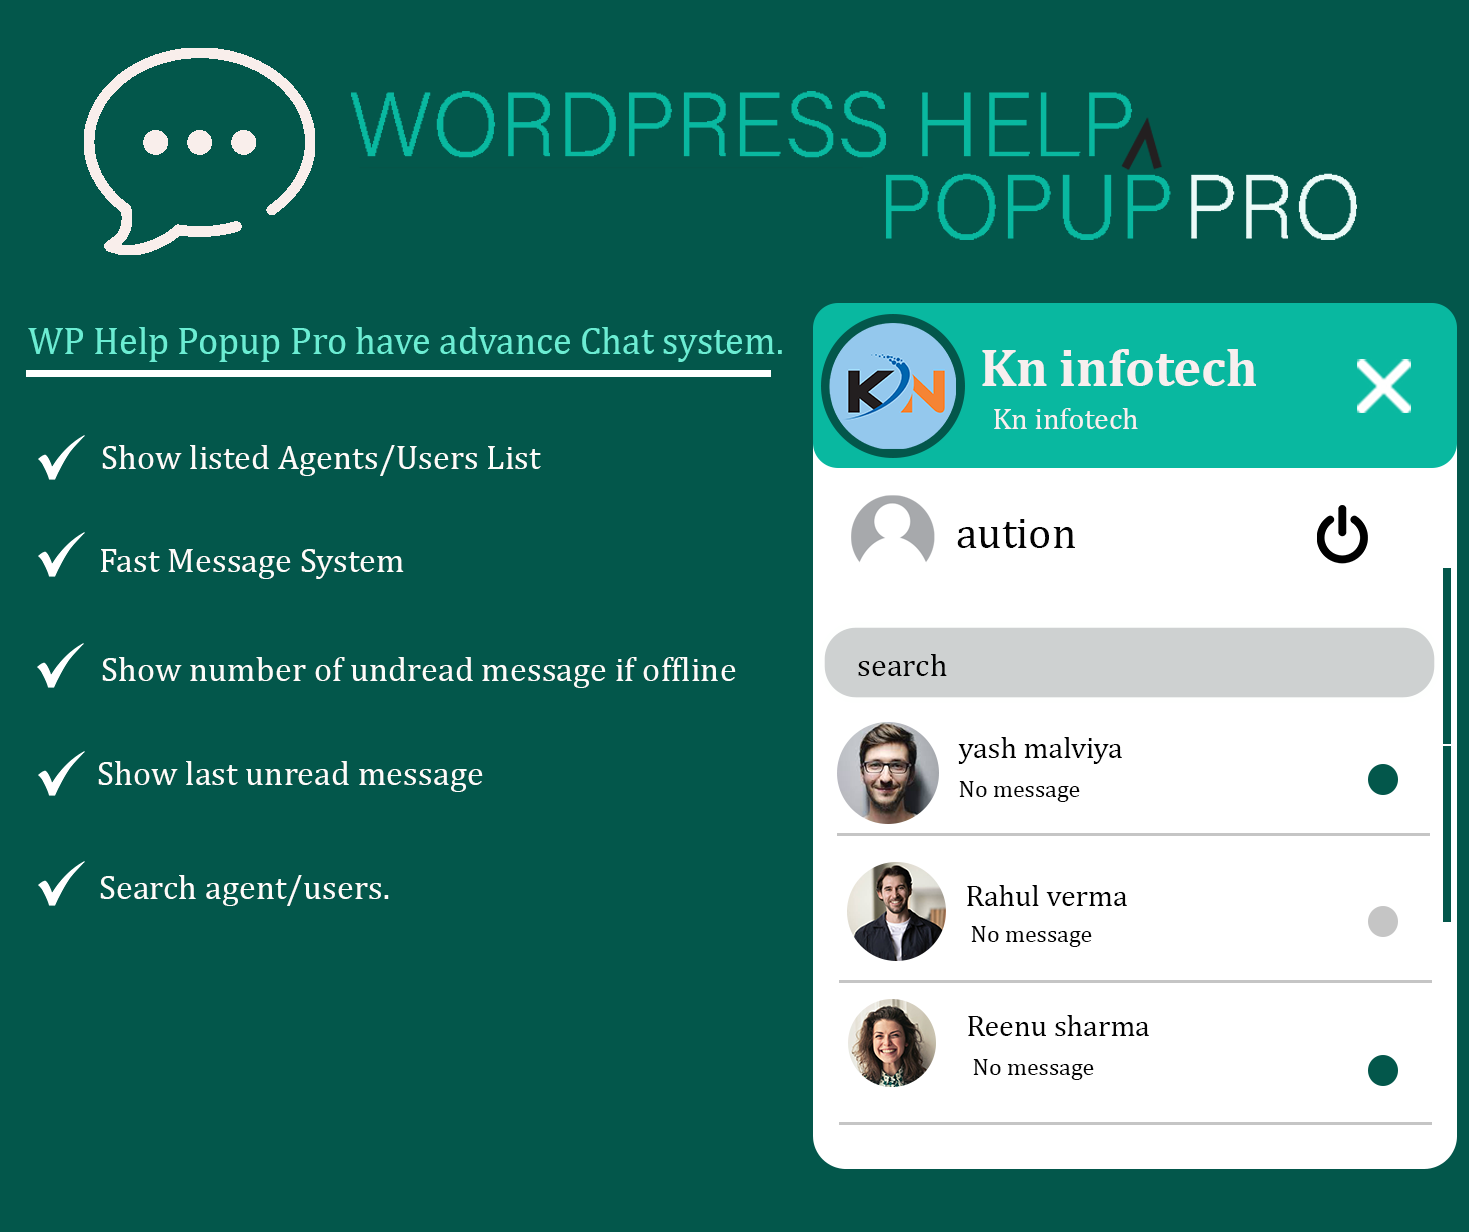 WORDPRESS HELP
POPUP PRO
WP Help Popup Pro have advance Chat system.
Show listed Agents/Users List
Fast Message System
Show number of undread message if offline
Show last unread message
Search agent/users.
KN
Kn infotech
Kn infotech
aution
search
yash malviya
No message
Rahul verma
No message
Reenu sharma
No message